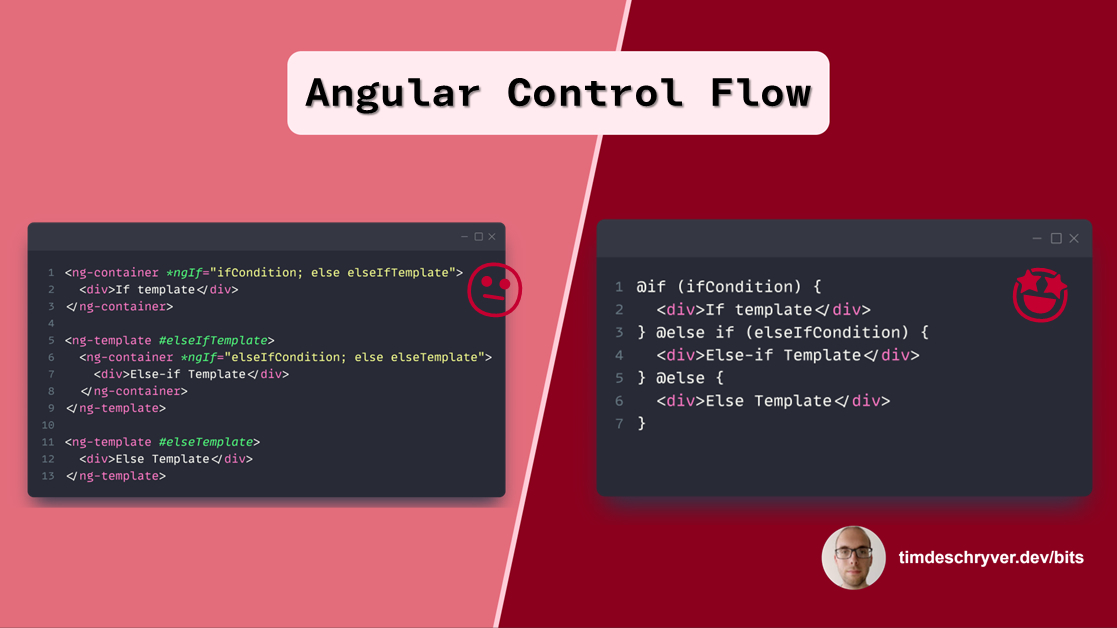 Angular Control Flow
1 <ng-container *ngIf="ifCondition; else elseIfTemplate">
2   <div>If template</div>
3 </ng-container>
4
5 <ng-template #elseIfTemplate>
6   <ng-container *ngIf="elseIfCondition; else elseTemplate">
7     <div>Else-if Template</div>
8   </ng-container>
9 </ng-template>
10
11 <ng-template #elseTemplate>
12   <div>Else Template</div>
13 </ng-template>
1 @if (ifCondition) {
2   <div>If template</div>
3 } @else if (elseIfCondition) {
4   <div>Else-if Template</div>
5 } @else {
6   <div>Else Template</div>
7 }
timdeschryver.dev/bits